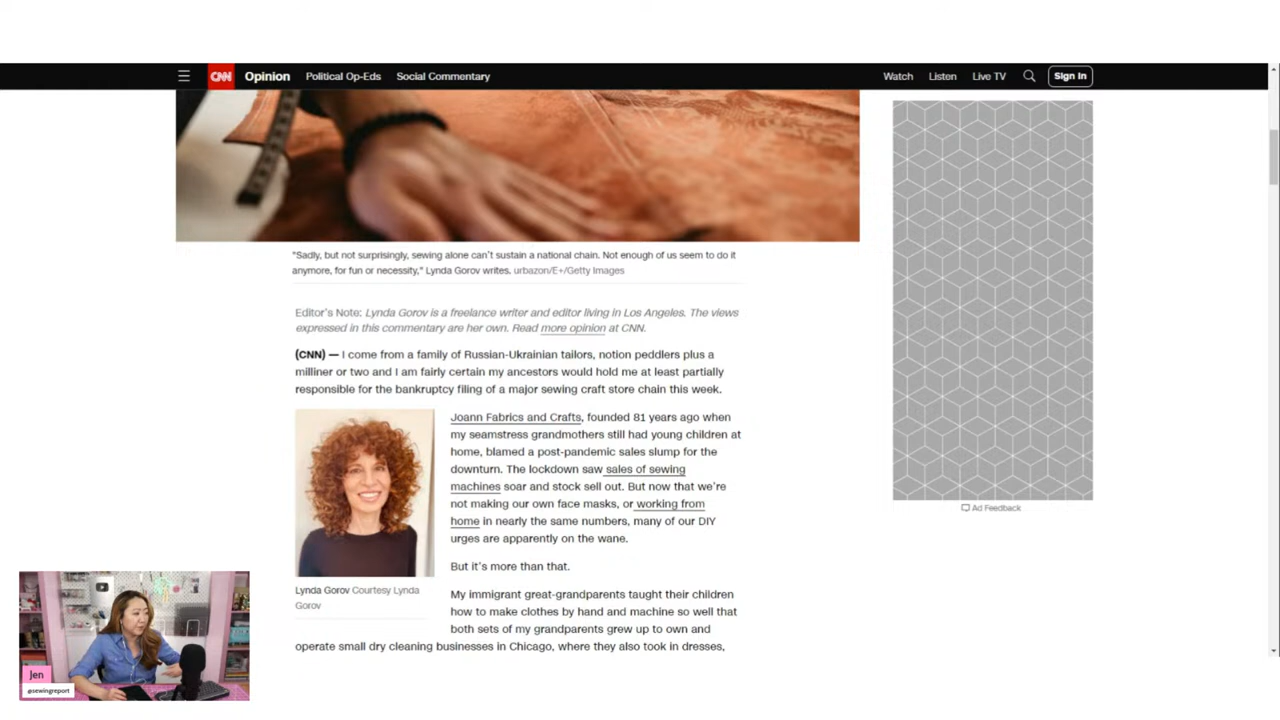 CNN Opinion Political Op-Eds Social Commentary Watch Listen Live TV Sign In
"Sadly, but not surprisingly, sewing alone can't sustain a national chain. Not enough of us seem to do it
anymore, for fun or necessity," Lynda Gorov writes. urbazon/E+/Getty Images
Editor's Note: Lynda Gorov is a freelance writer and editor living in Los Angeles. The views
expressed in this commentary are her own. Read more opinion at CNN.
(CNN) — I come from a family of Russian-Ukrainian tailors, notion peddlers plus a
milliner or two and I am fairly certain my ancestors would hold me at least partially
responsible for the bankruptcy filing of a major sewing craft store chain this week.
Joann Fabrics and Crafts, founded 81 years ago when
my seamstress grandmothers still had young children at
home, blamed a post-pandemic sales slump for the
downturn. The lockdown saw sales of sewing
machines soar and stock sell out. But now that we're
not making our own face masks, or working from
home in nearly the same numbers, many of our DIY
urges are apparently on the wane.
But it's more than that.
My immigrant great-grandparents taught their children
how to make clothes by hand and machine so well that
both sets of my grandparents grew up to own and
operate small dry cleaning businesses in Chicago, where they also took in dresses,
Lynda Gorov Courtesy Lynda
Gorov
Ad Feedback
Jen
@sewingreport